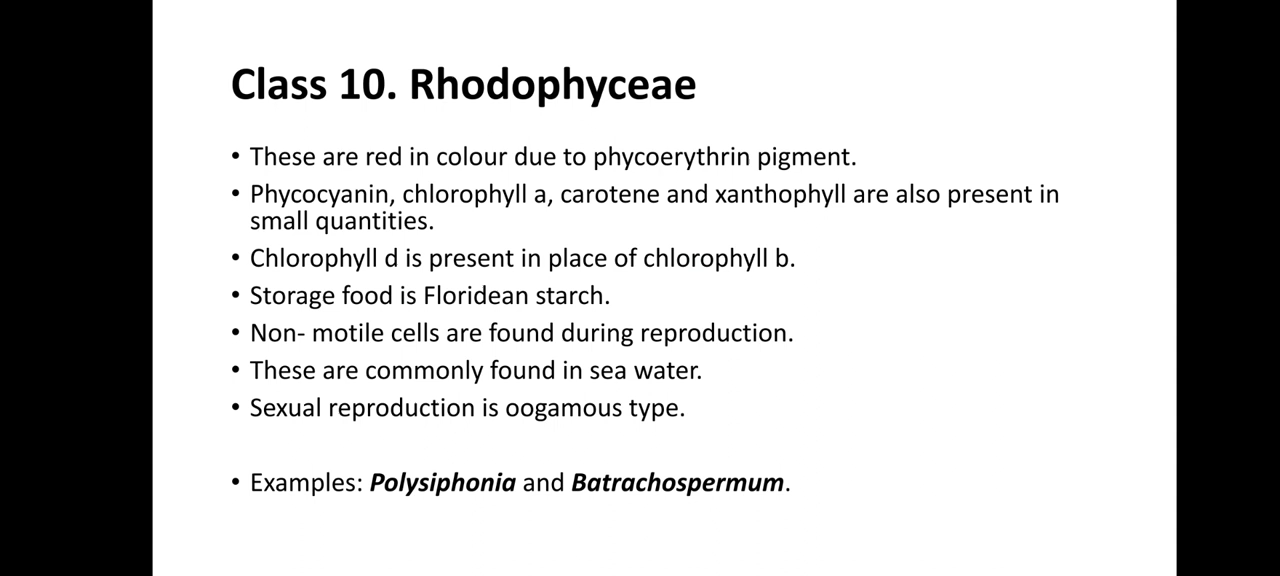 Class 10. Rhodophyceae
• These are red in colour due to phycoerythrin pigment.
• Phycocyanin, chlorophyll a, carotene and xanthophyll are also present in
small quantities.
• Chlorophyll d is present in place of chlorophyll b.
• Storage food is Floridean starch.
• Non- motile cells are found during reproduction.
• These are commonly found in sea water.
• Sexual reproduction is oogamous type.
• Examples: Polysiphonia and Batrachospermum.